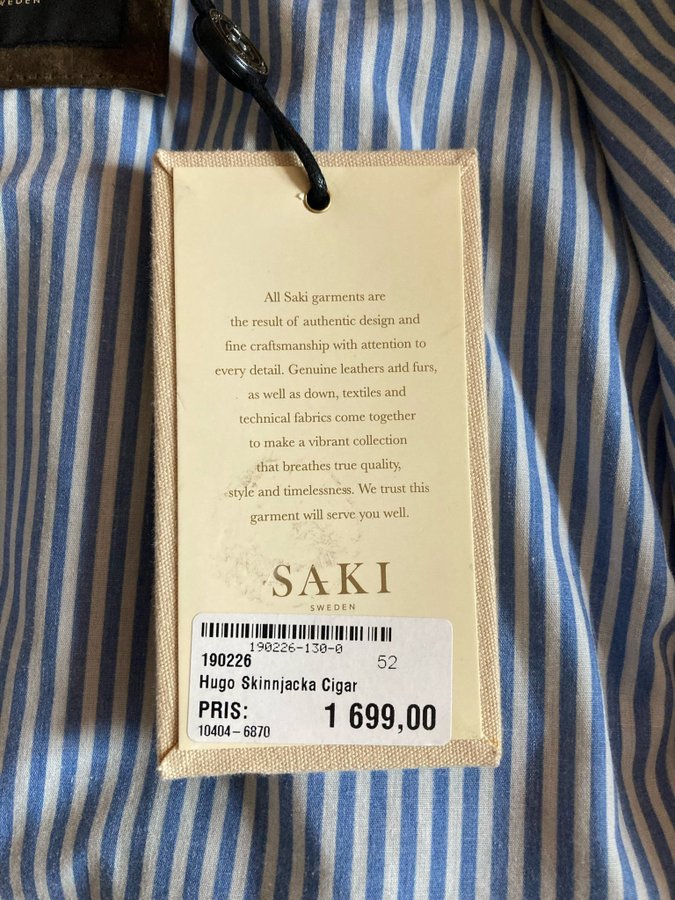 SWEDEN
All Saki garments are
the result of authentic design and
fine craftsmanship with attention to
every detail. Genuine leathers and furs,
as well as down, textiles and
technical fabrics come together
to make a vibrant collection
that breathes true quality,
style and timelessness. We trust this
garment will serve you well.
SAKI
SWEDEN
190226-130-0
190226 52
Hugo Skinnjacka Cigar
PRIS: 1 699,00
10404-6870